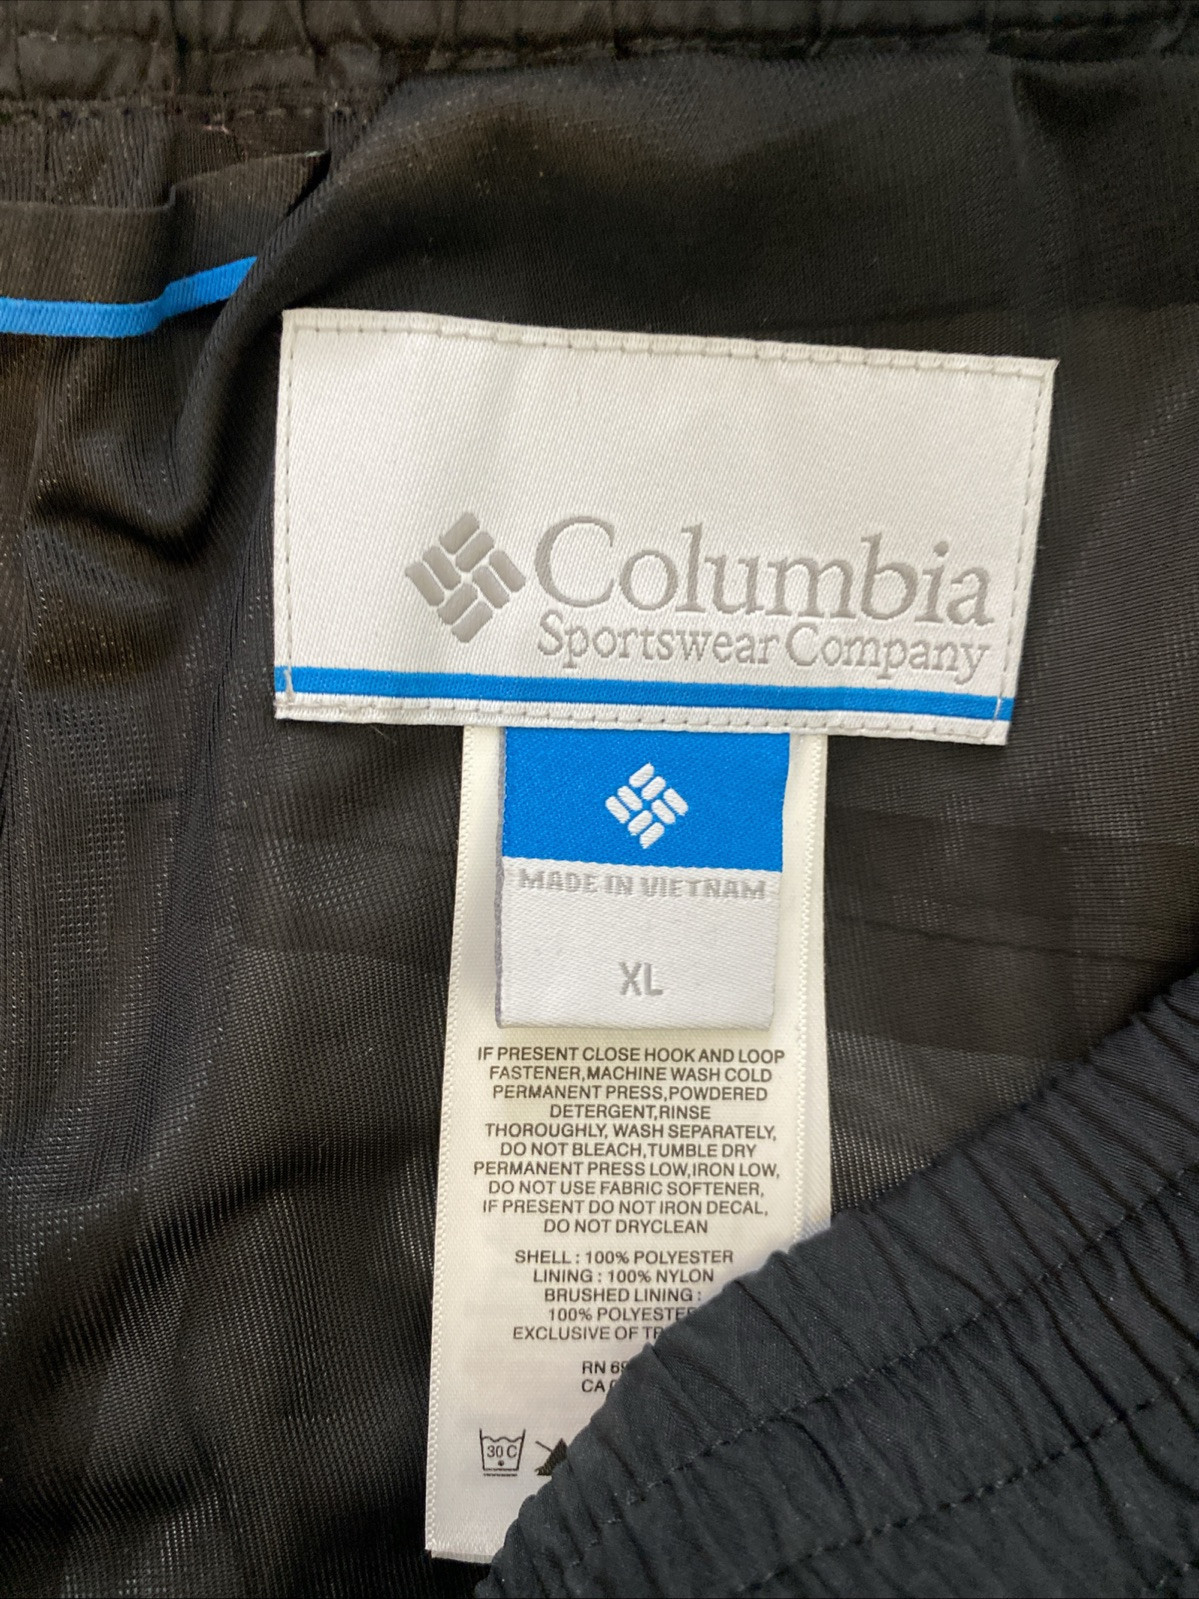 Columbia
Sportswear Company
MADE IN VIETNAM
XL
IF PRESENT CLOSE HOOK AND LOOP
FASTENER,MACHINE WASH COLD
PERMANENT PRESS,POWDERED
DETERGENT,RINSE
THOROUGHLY, WASH SEPARATELY,
DO NOT BLEACH,TUMBLE DRY
PERMANENT PRESS LOW,IRON LOW,
DO NOT USE FABRIC SOFTENER,
IF PRESENT DO NOT IRON DECAL,
DO NOT DRYCLEAN
SHELL : 100% POLYESTER
LINING : 100% NYLON
BRUSHED LINING :
100%
EXCLUSIVE OF
RN
CA
30 C